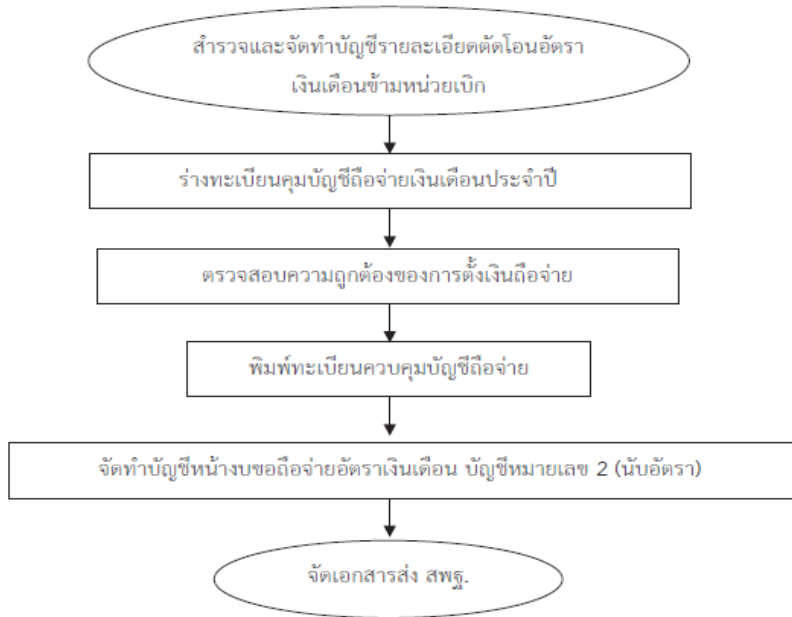 สำรวจและจัดทำบัญชีรายละเอียดตัดโอนอัตรา
เงินเดือนข้ามหน่วยเบิก
ร่างทะเบียนคุมบัญชีถือจ่ายเงินเดือนประจำปี
ตรวจสอบความถูกต้องของการตั้งเงินถือจ่าย
พิมพ์ทะเบียนควบคุมบัญชีถือจ่าย
จัดทำบัญชีหน้างบขอถือจ่ายอัตราเงินเดือน บัญชีหมายเลข 2 (นับอัตรา)
จัดเอกสารส่ง สพฐ.